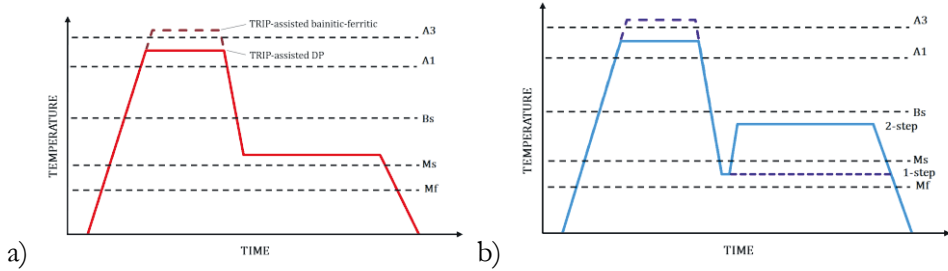 TRIP-assisted bainitic-ferritic
A3
TRIP-assisted DP
A1
Bs
Ms
Mf
TEMPERATURE
TIME
a)
A3
A1
Bs
2-step
Ms
1-step
Mf
TEMPERATURE
TIME
b)